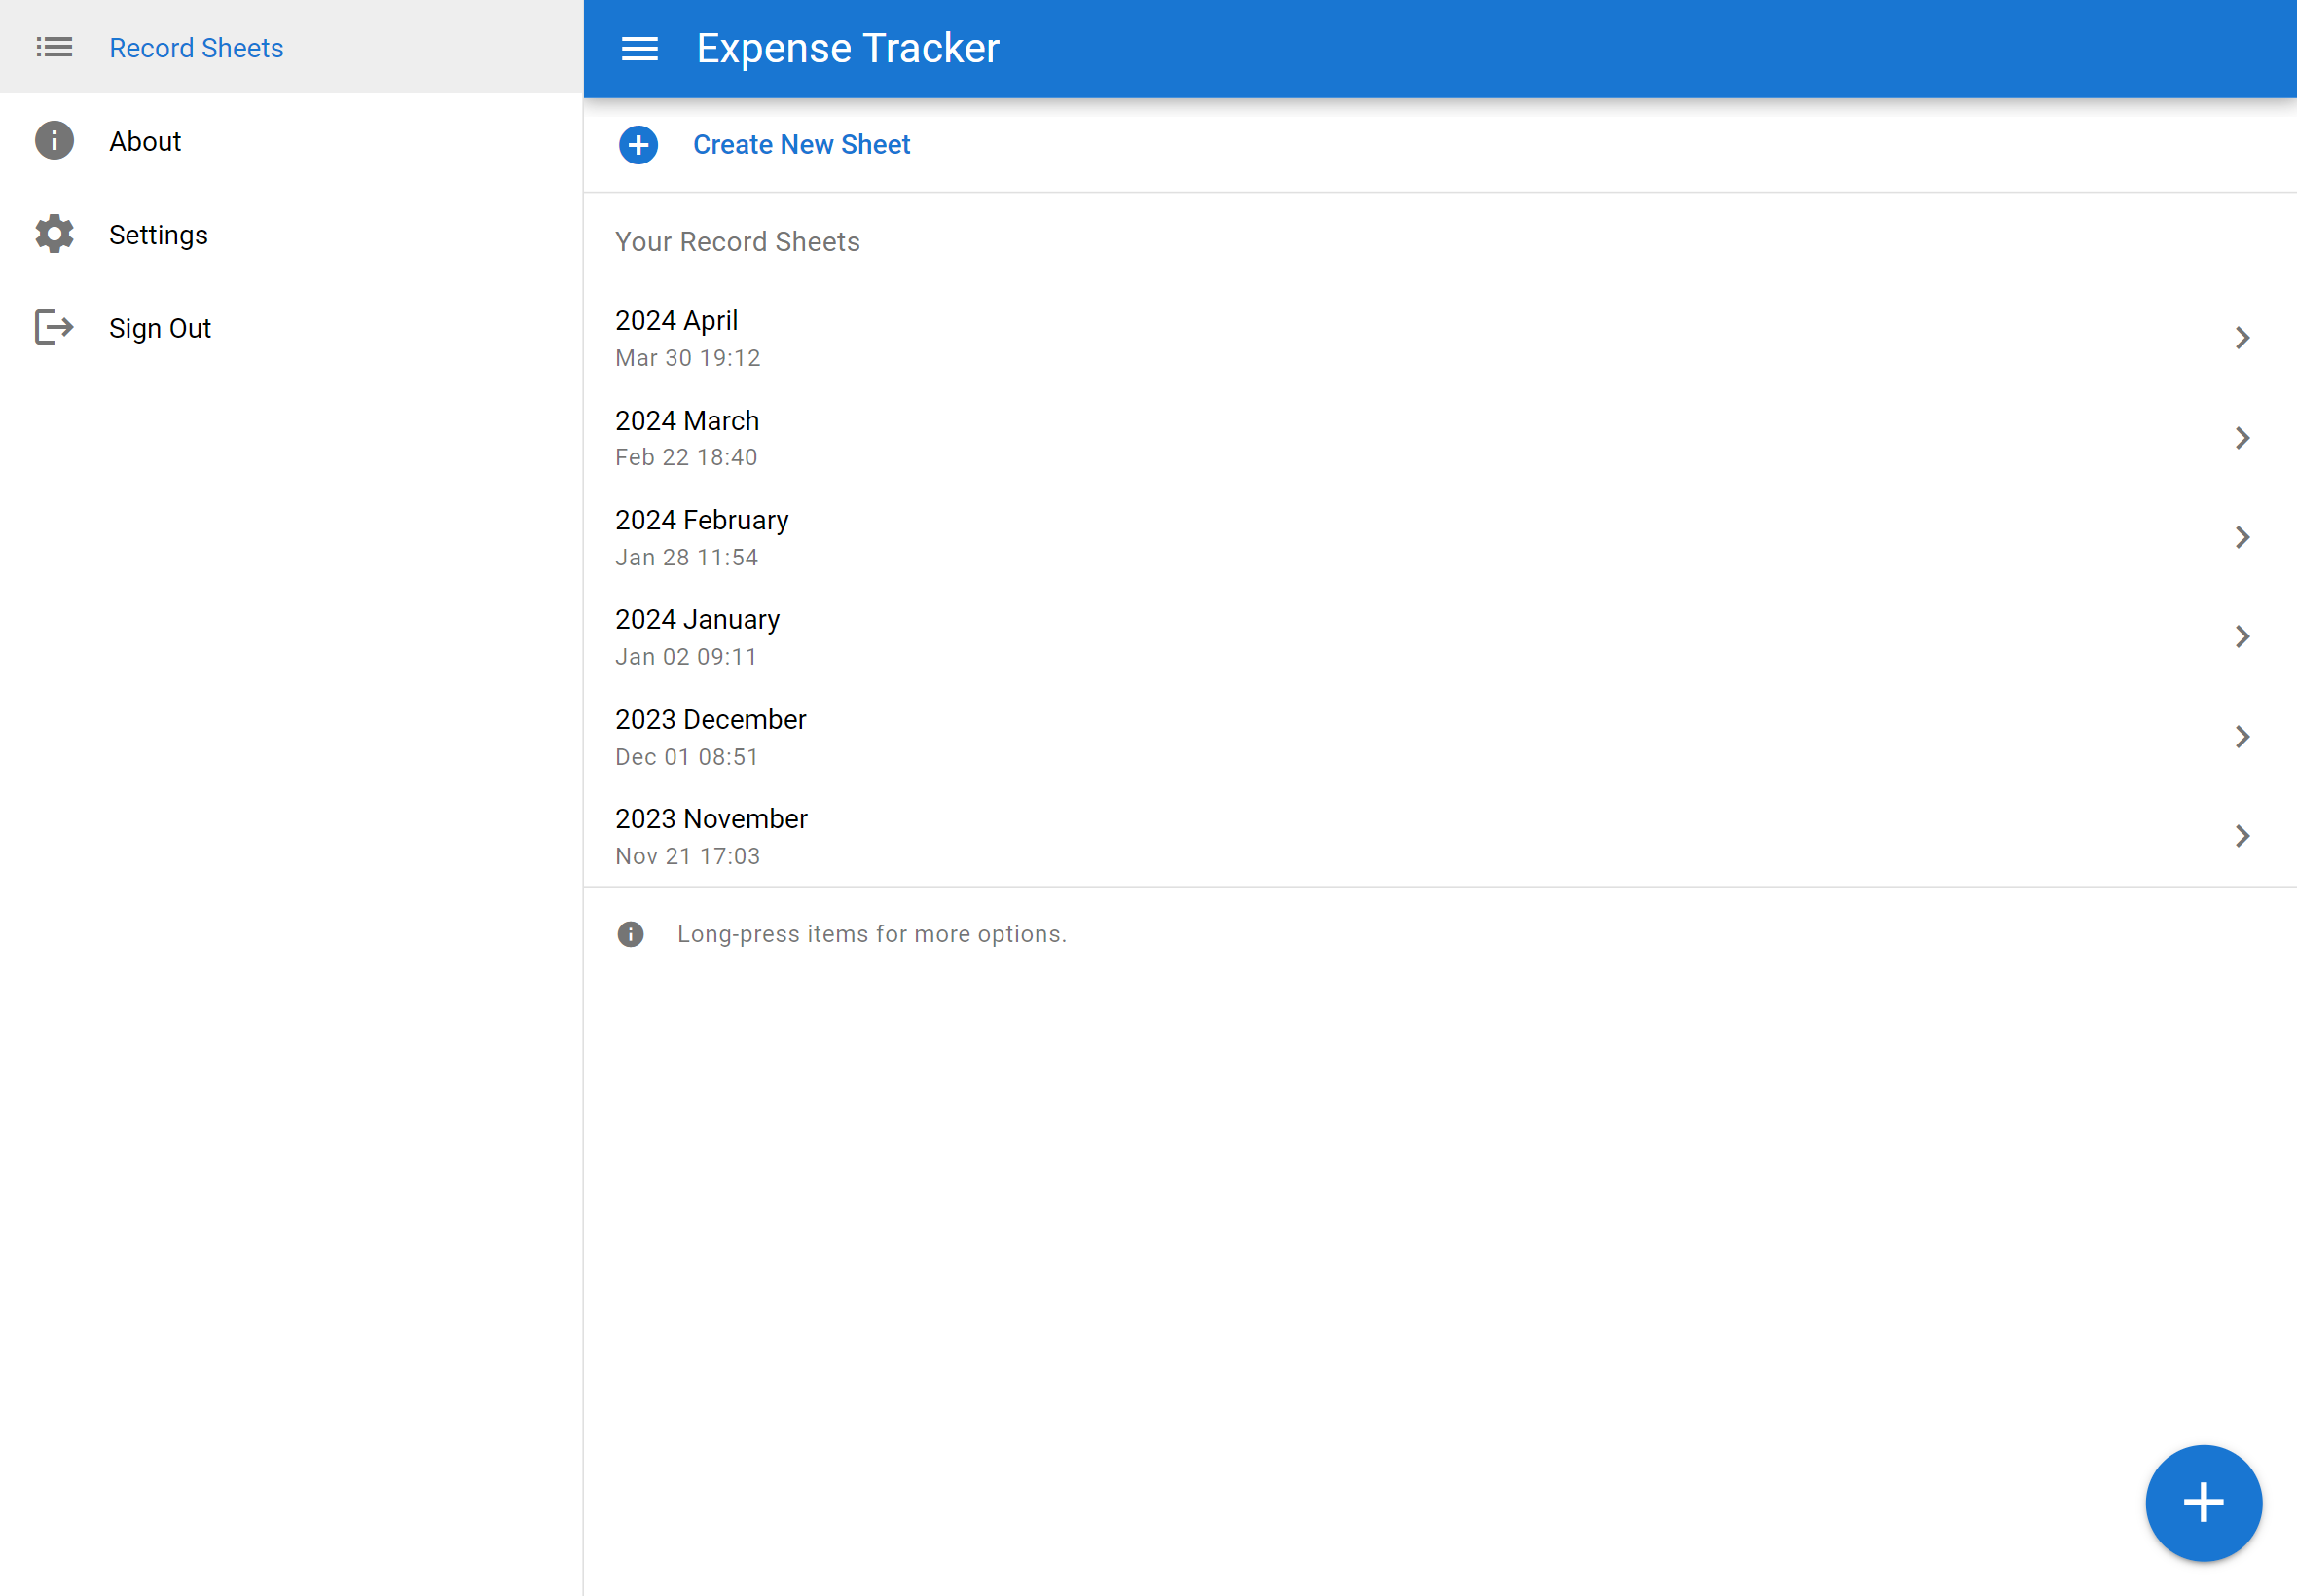 Record Sheets
About
Settings
Sign Out
Expense Tracker
Create New Sheet
Your Record Sheets
2024 April
Mar 30 19:12
2024 March
Feb 22 18:40
2024 February
Jan 28 11:54
2024 January
Jan 02 09:11
2023 December
Dec 01 08:51
2023 November
Nov 21 17:03
Long-press items for more options.